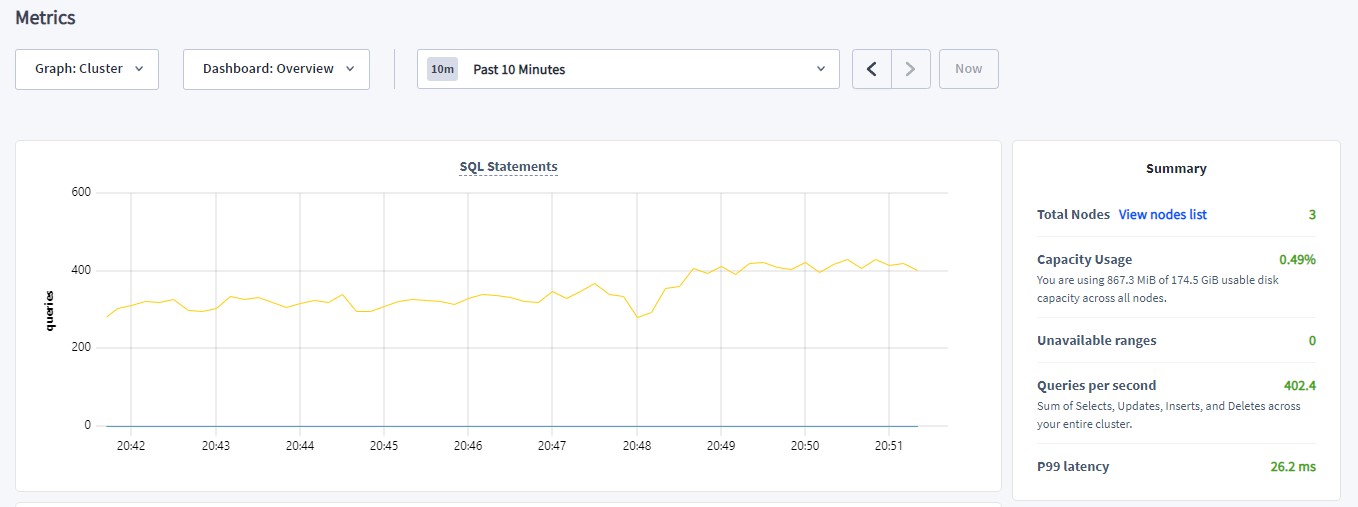 Metrics
Graph: Cluster
Dashboard: Overview
10m Past 10 Minutes
Now
SQL Statements
600
400
200
0
queries
20:42 20:43 20:44 20:45 20:46 20:47 20:48 20:49 20:50 20:51
Summary
Total Nodes View nodes list 3
Capacity Usage 0.49%
You are using 867.3 MiB of 174.5 GiB usable disk
capacity across all nodes.
Unavailable ranges 0
Queries per second 402.4
Sum of Selects, Updates, Inserts, and Deletes across
your entire cluster.
P99 latency 26.2 ms